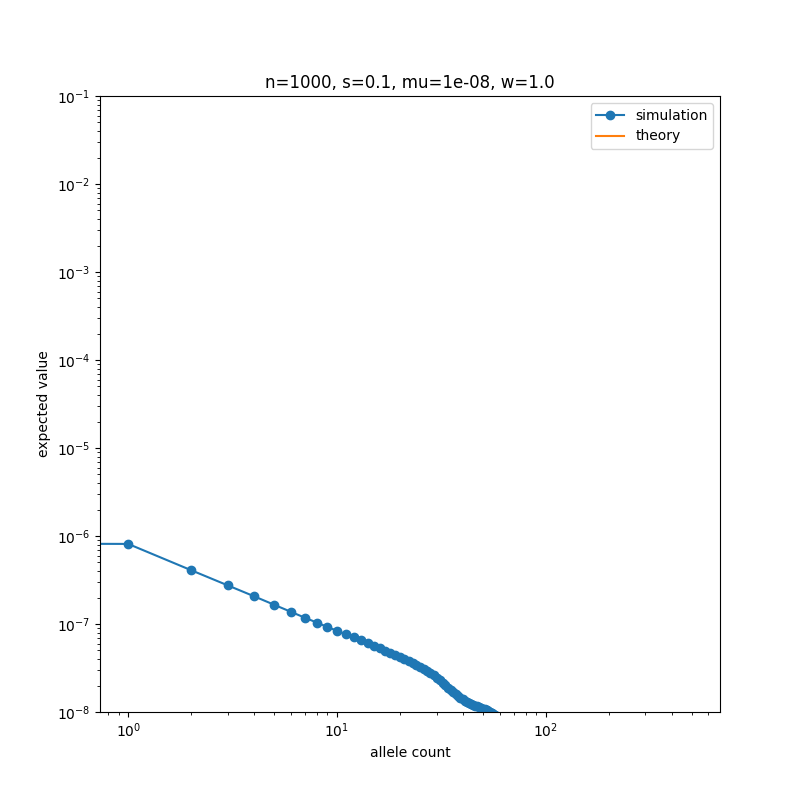 n=1000, s=0.1, mu=1e-08, w=1.0
simulation
theory
10⁻¹
10⁻²
10⁻³
10⁻⁴
10⁻⁵
10⁻⁶
10⁻⁷
10⁻⁸
expected value
10⁰ 10¹ 10²
allele count